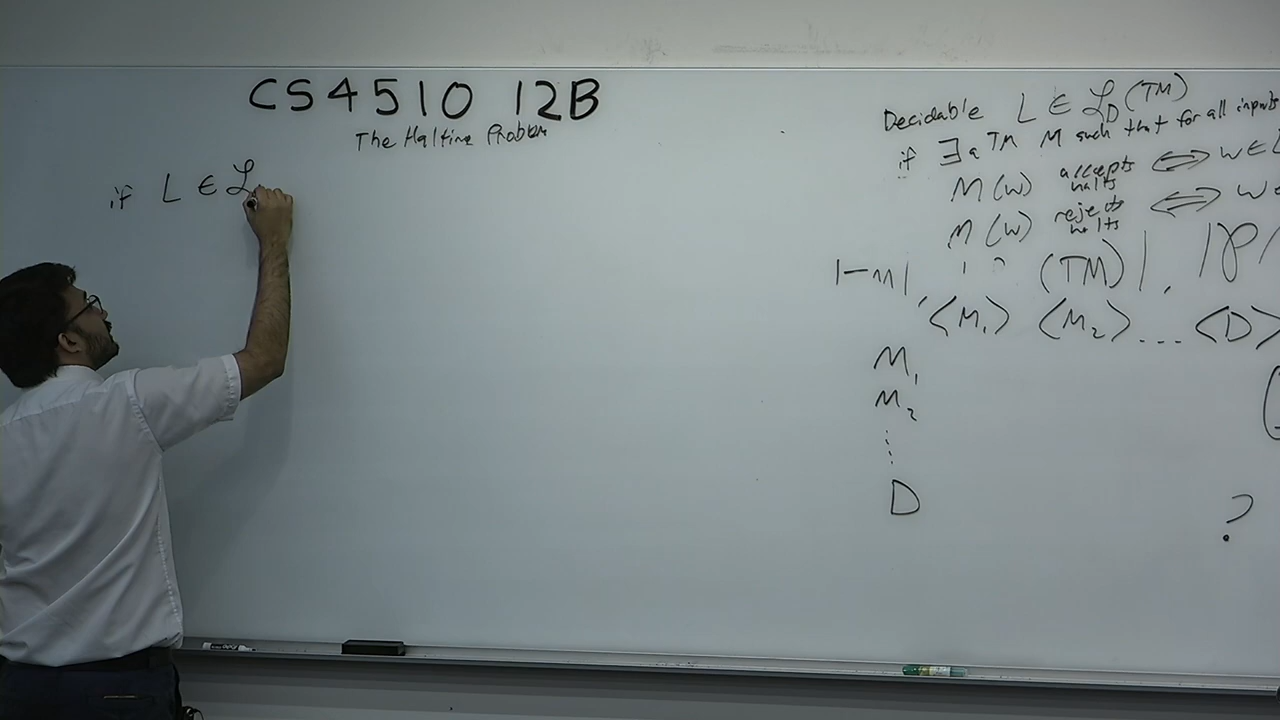 CS4510 12B
The Halting Problem
if L ∈ ℒ
Decidable L ∈ ℒ_D (TM)
if ∃ a TM M such that for all inputs
M(w) accepts halts ⟺ w ∈ L
M(w) rejects halts ⟺ w
(TM)|,
⟨M₁⟩ ⟨M₂⟩ ... ⟨D⟩
M₁
M₂
⋮
D ?